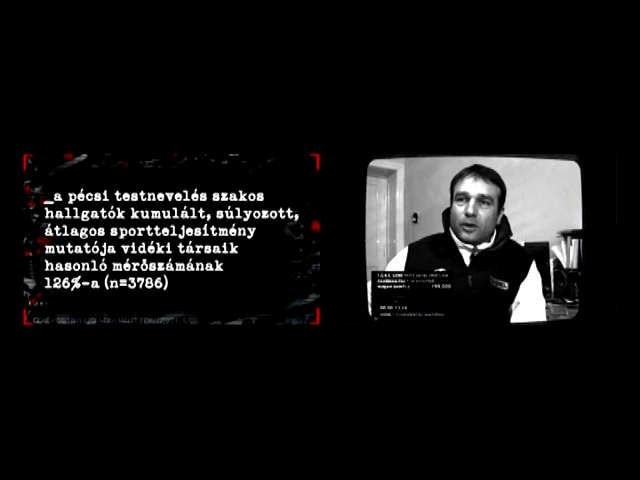 _a pécsi testnevelés szakos
hallgatók kumulált, súlyozott,
átlagos sportteljesítmény
mutatója vidéki társaik
hasonló mérőszámának
126%-a (n=3786)